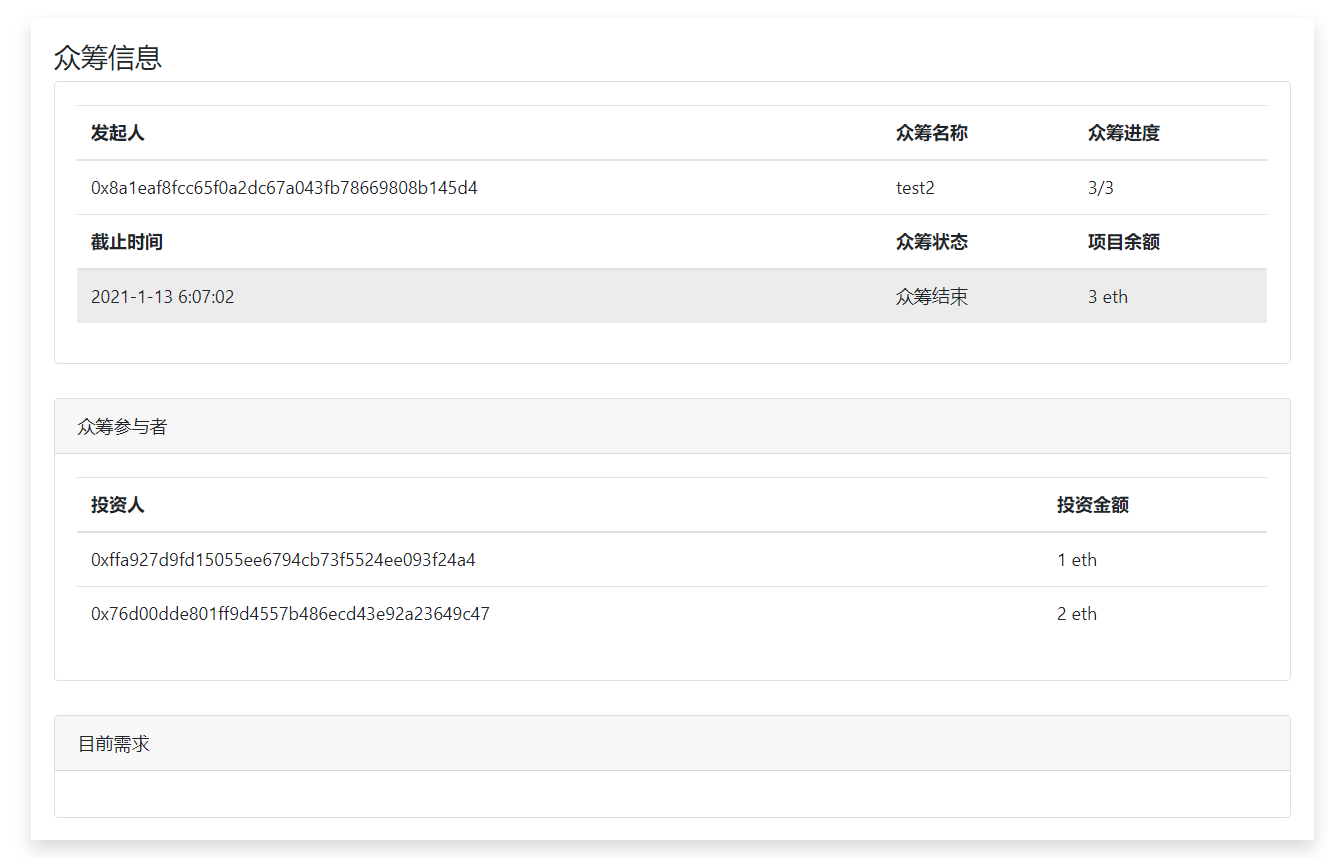 众筹信息
发起人 众筹名称 众筹进度
0x8a1eaf8fcc65f0a2dc67a043fb78669808b145d4 test2 3/3
截止时间 众筹状态 项目余额
2021-1-13 6:07:02 众筹结束 3 eth
众筹参与者
投资人 投资金额
0xffa927d9fd15055ee6794cb73f5524ee093f24a4 1 eth
0x76d00dde801ff9d4557b486ecd43e92a23649c47 2 eth
目前需求